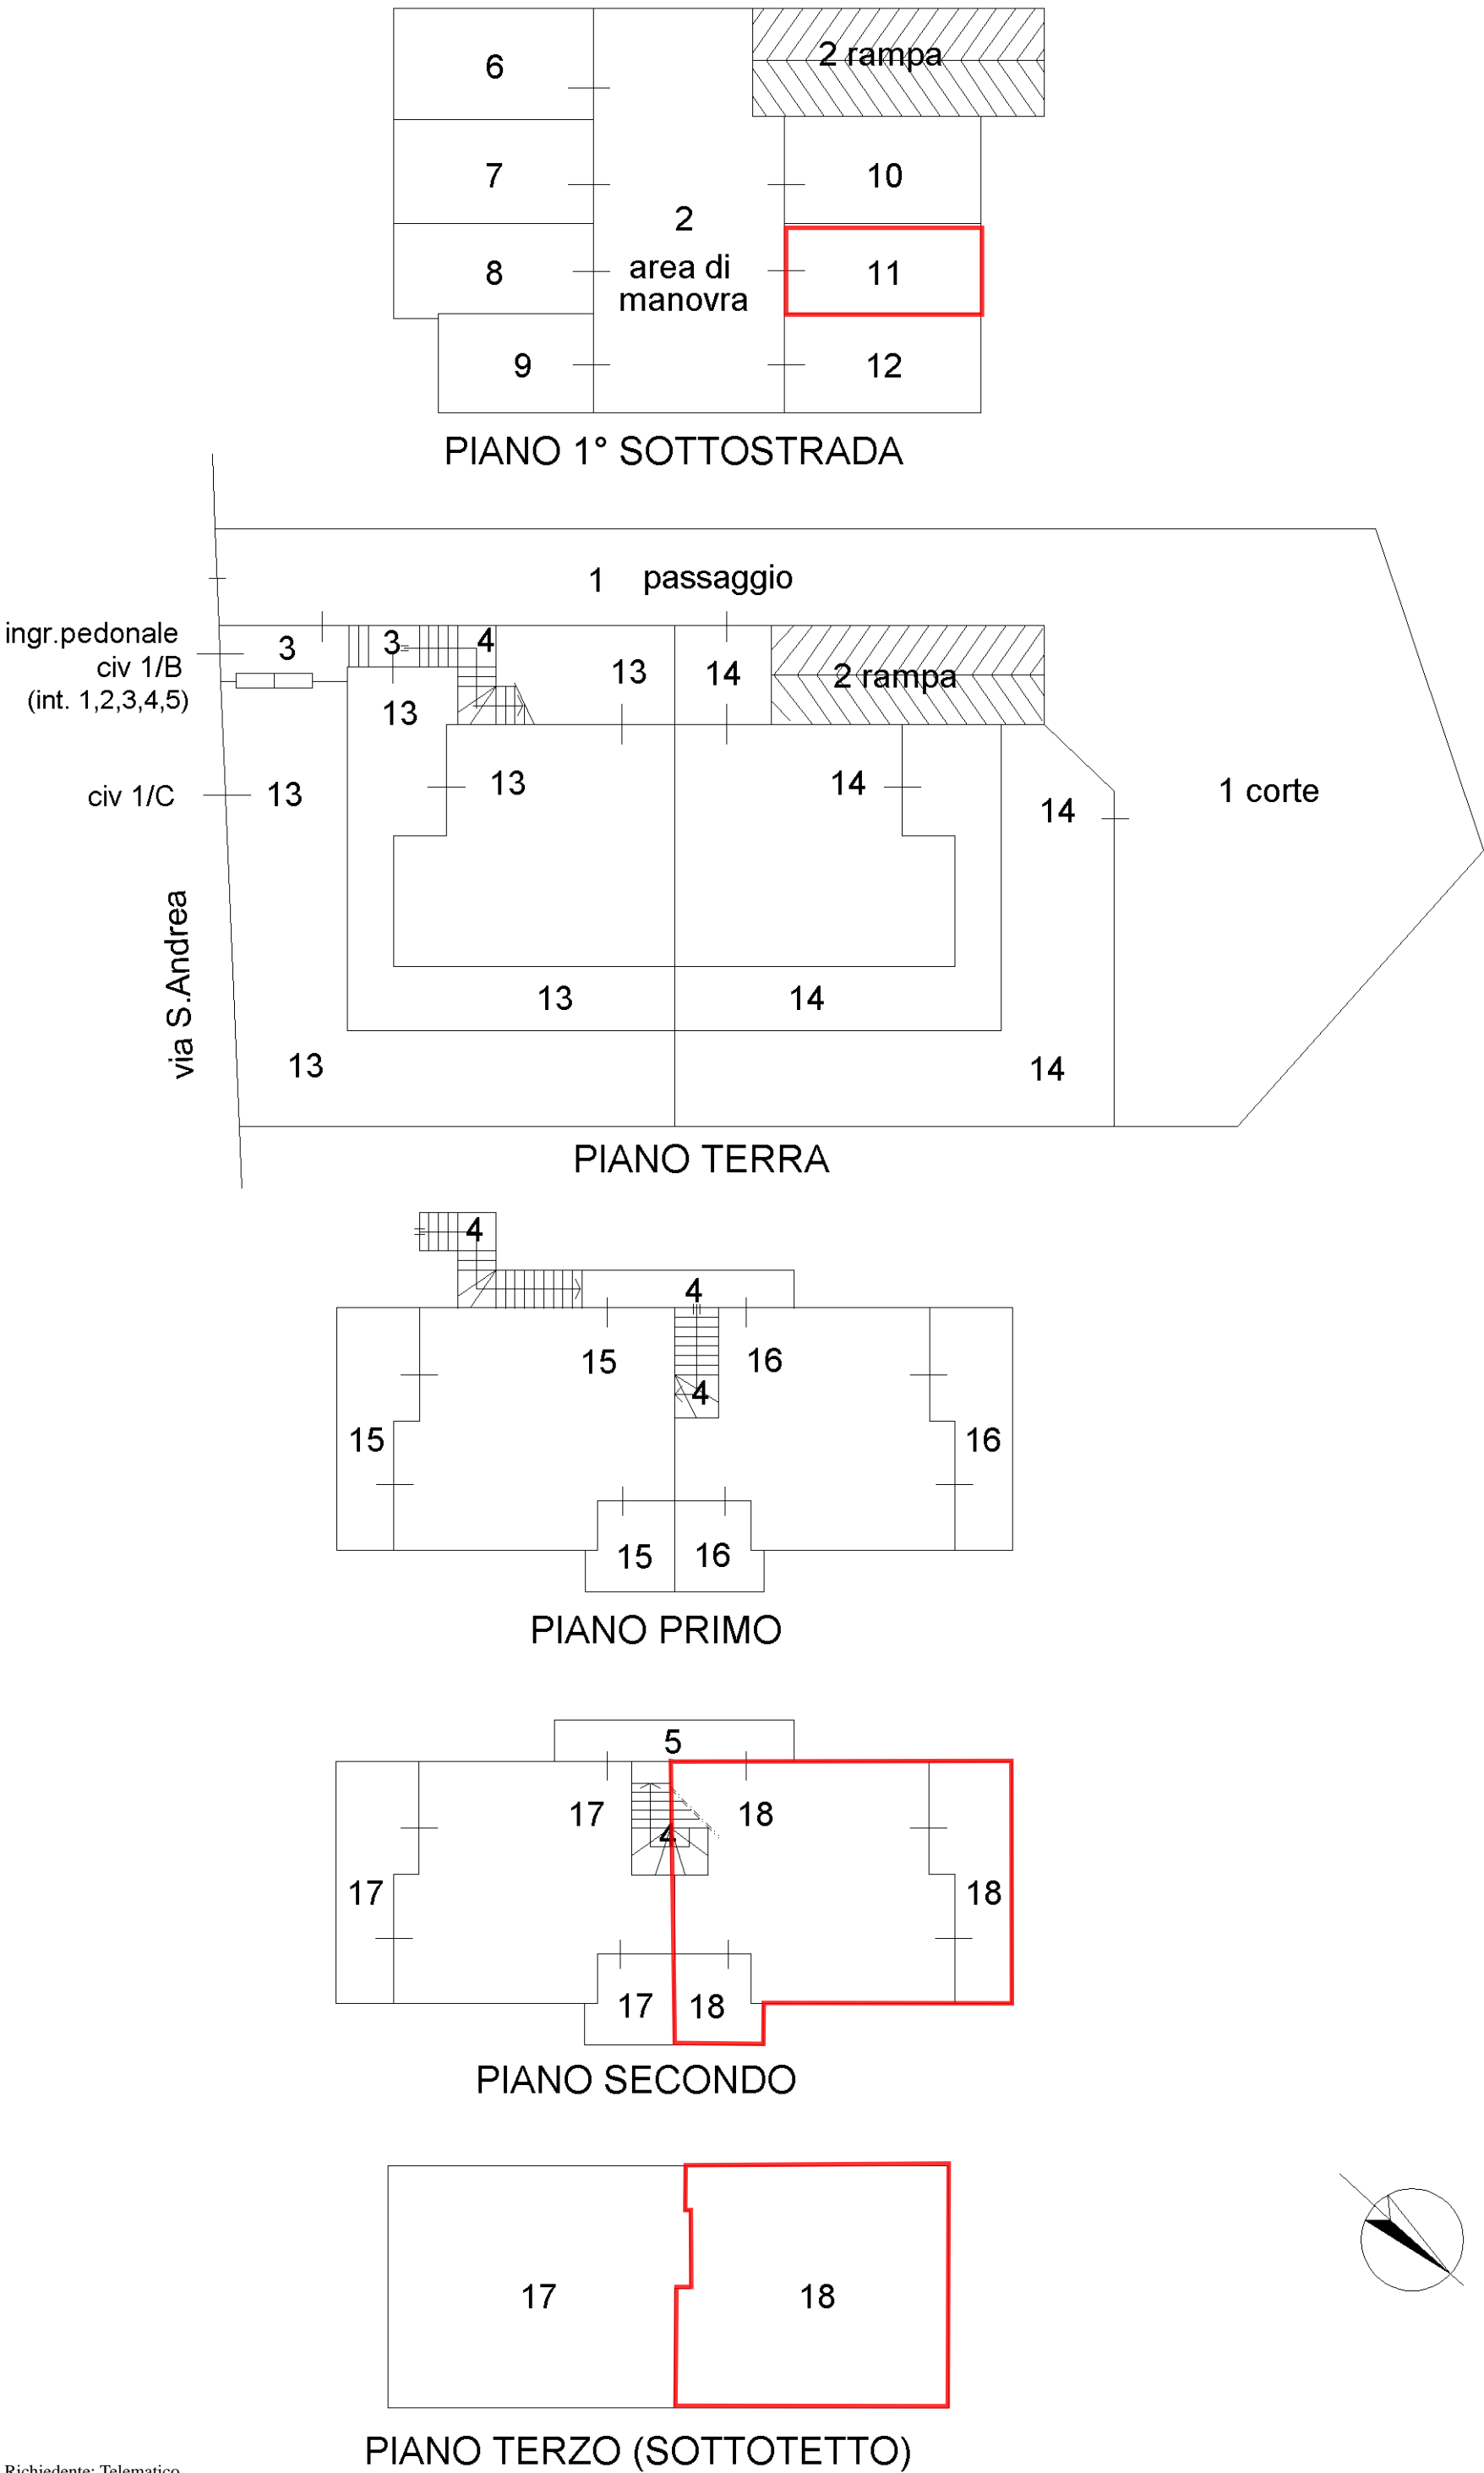 6
2 rampa
7
10
2
8
area di
manovra
11
9
12
PIANO 1° SOTTOSTRADA
1 passaggio
ingr.pedonale
civ 1/B
(int. 1,2,3,4,5)
3
3
4
13
14
2 rampa
13
civ 1/C
13
13
14
14
1 corte
via S.Andrea
13
14
13
14
PIANO TERRA
4
4
15
16
4
15
16
15
16
PIANO PRIMO
5
17
18
4
17
18
17
18
PIANO SECONDO
17
18
PIANO TERZO (SOTTOTETTO)
Richiedente: Telematico